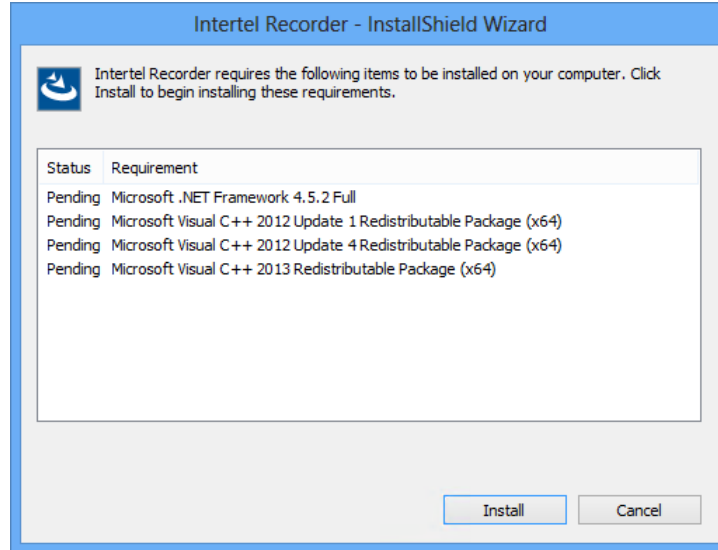 Intertel Recorder - InstallShield Wizard
Intertel Recorder requires the following items to be installed on your computer. Click
Install to begin installing these requirements.
Status Requirement
Pending Microsoft .NET Framework 4.5.2 Full
Pending Microsoft Visual C++ 2012 Update 1 Redistributable Package (x64)
Pending Microsoft Visual C++ 2012 Update 4 Redistributable Package (x64)
Pending Microsoft Visual C++ 2013 Redistributable Package (x64)
Install Cancel